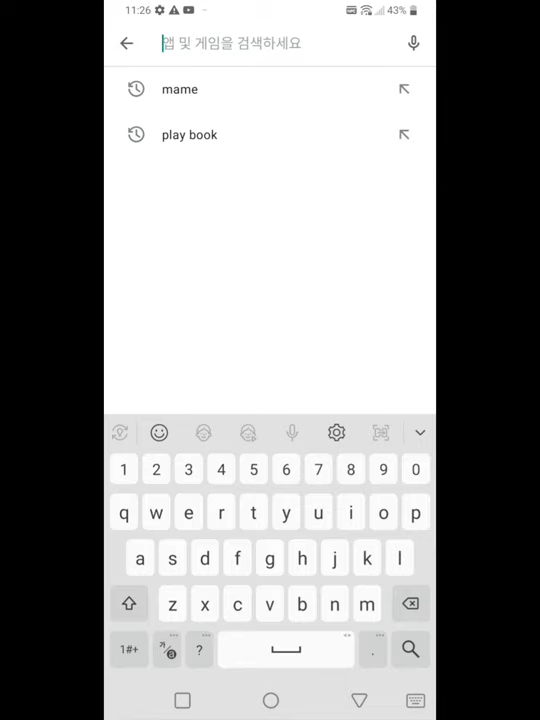 11:26 43%
앱 및 게임을 검색하세요
mame
play book
1 2 3 4 5 6 7 8 9 0
q w e r t y u i o p
a s d f g h j k l
z x c v b n m
1#+ 가/a ? .